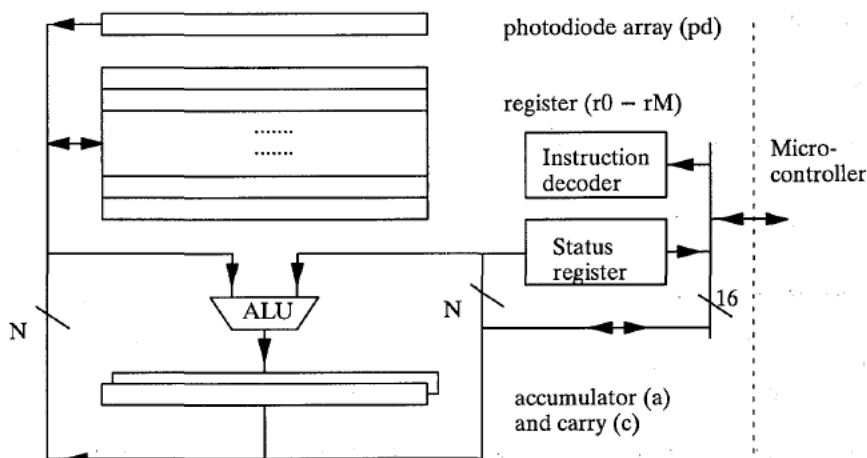 photodiode array (pd)
register (r0 – rM)
.......
.......
Instruction
decoder
Micro-
controller
Status
register
ALU
N
N
16
accumulator (a)
and carry (c)